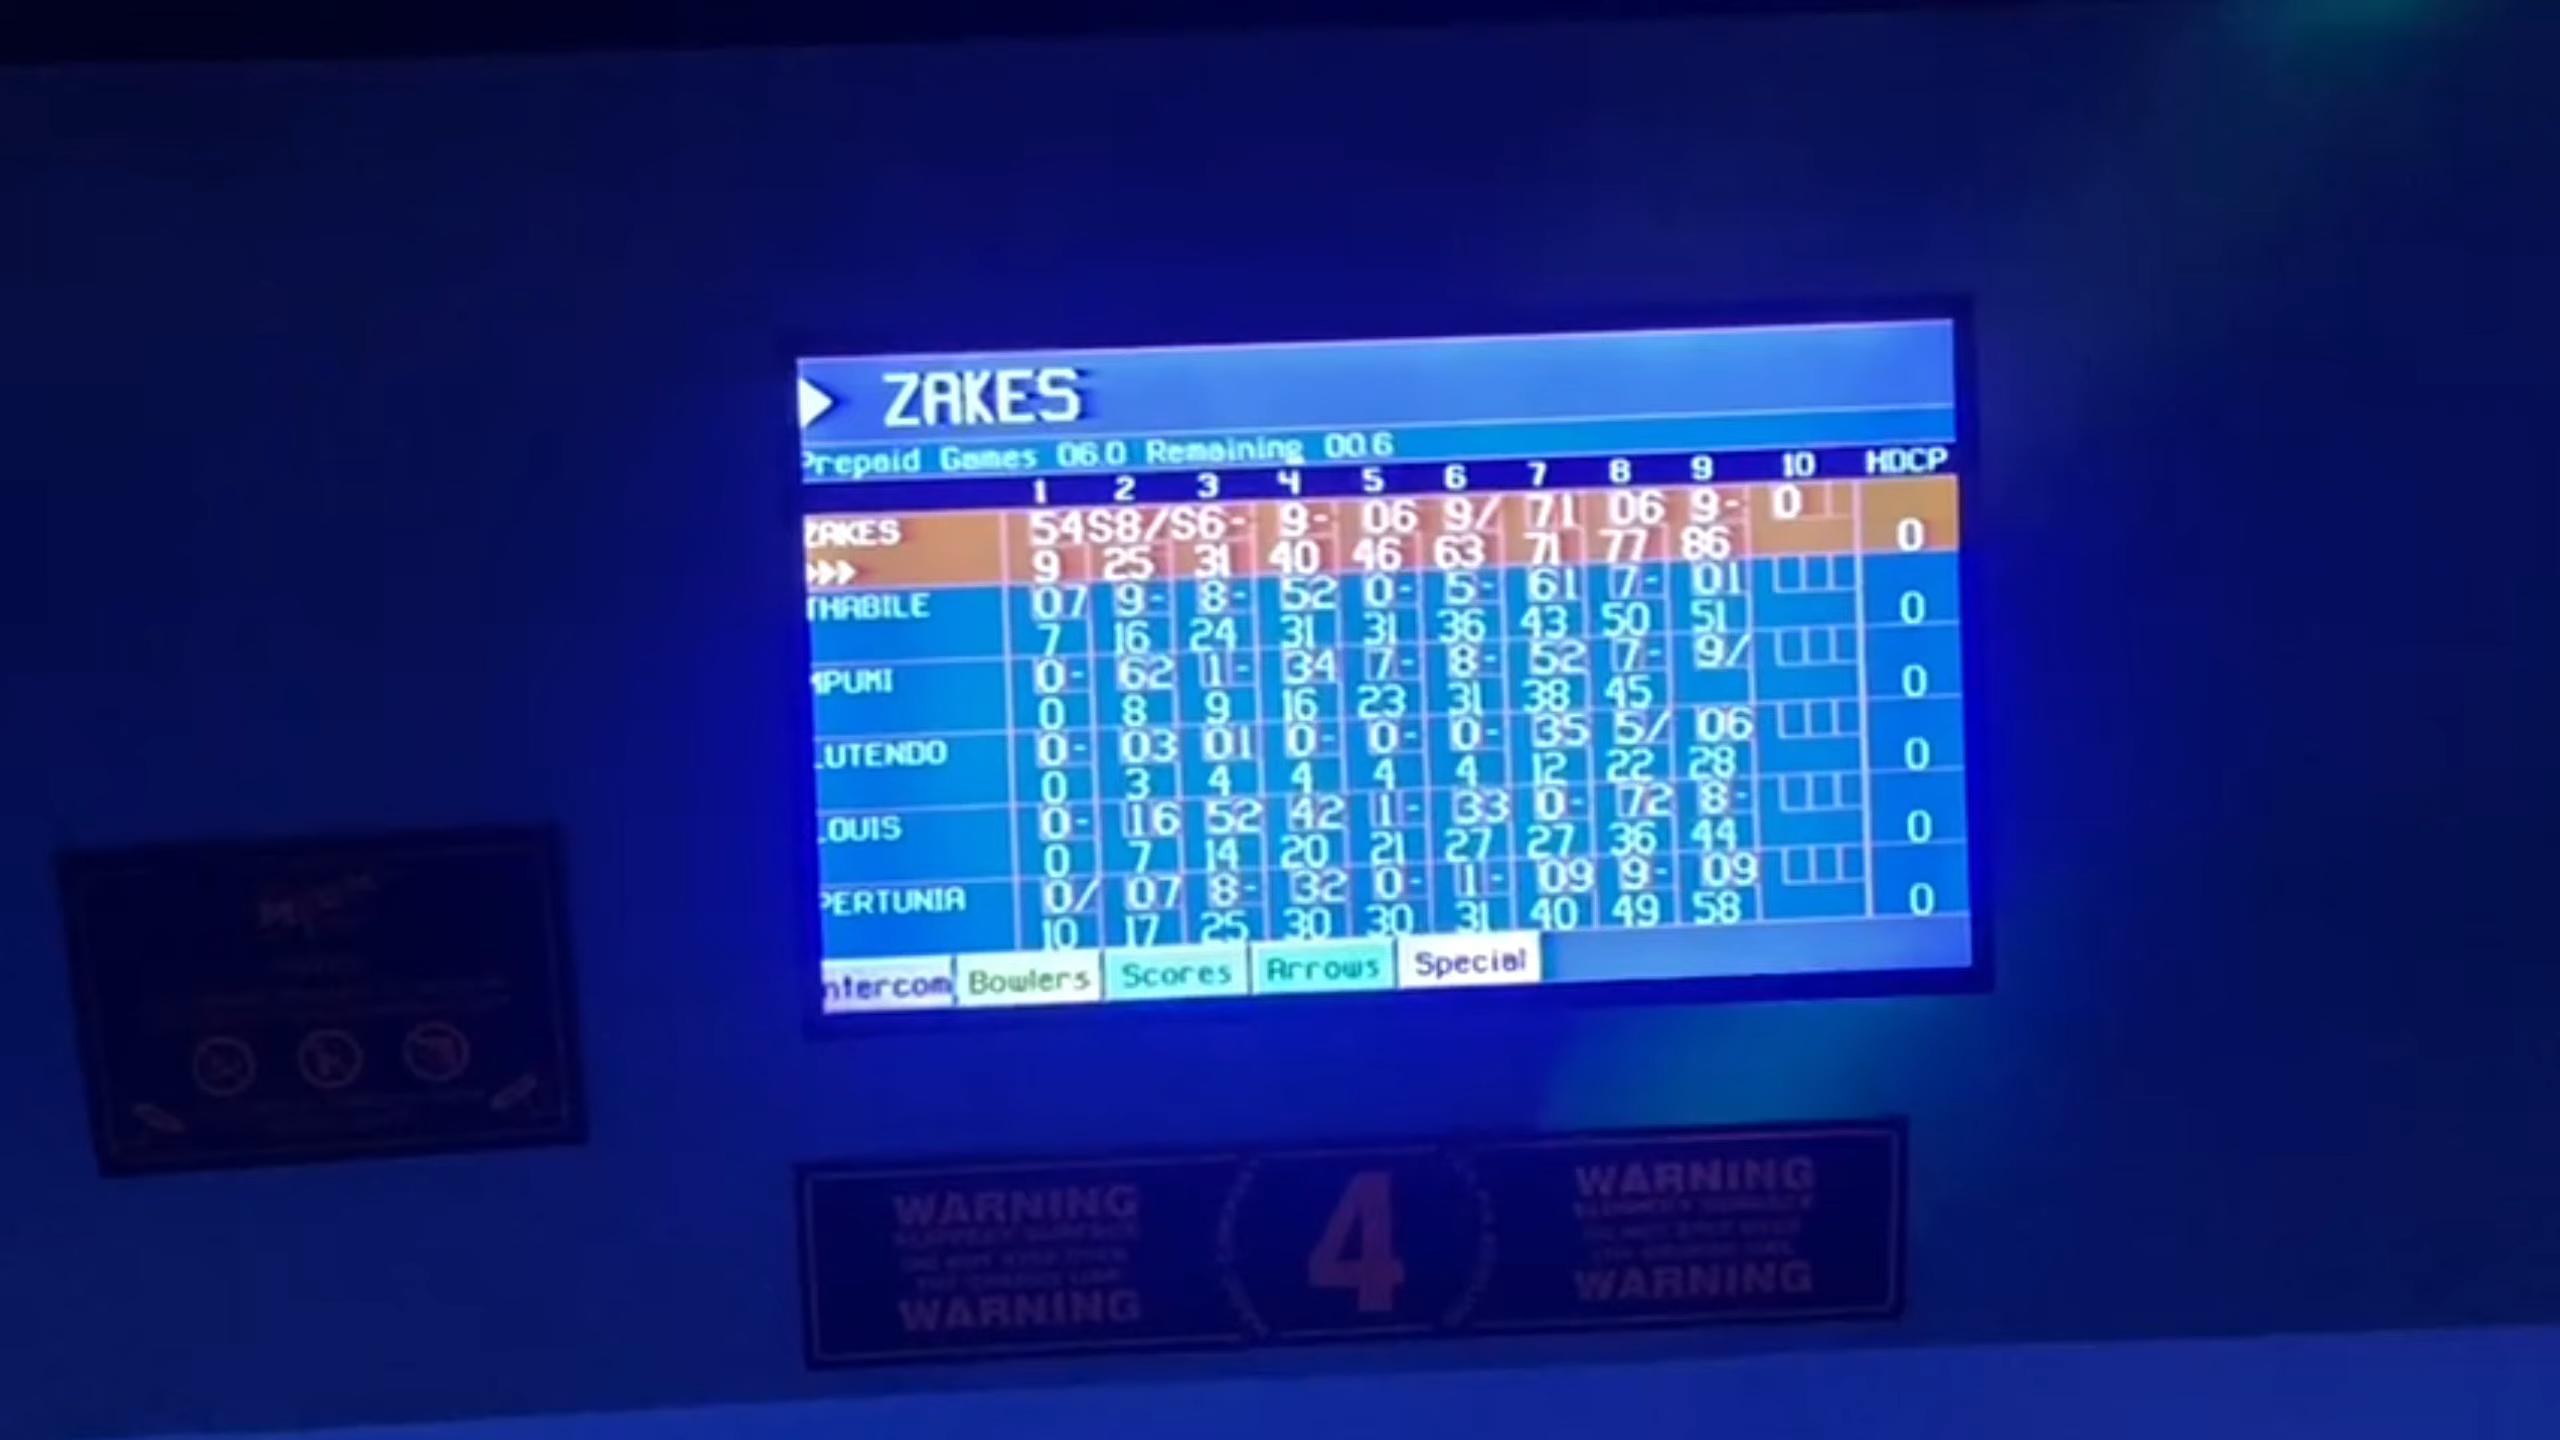 ZAKES
Prepaid Games 06.0 Remaining 00.6
1 2 3 4 5 6 7 8 9 10 HDCP
ZAKES 54 S8/ S6- 9- 06 9/ 71 06 9- 0
>>> 9 25 31 40 46 63 71 77 86 0
THABILE 07 9- 8- 52 0- 5- 61 7- 01
7 16 24 31 31 36 43 50 51 0
MPUMI 0- 62 1- 34 7- 8- 52 7- 9/
0 8 9 16 23 31 38 45 0
LUTENDO 0- 03 01 0- 0- 0- 35 5/ 06
0 3 4 4 4 4 12 22 28 0
LOUIS 0- 16 52 42 1- 33 0- 72 8-
0 7 14 20 21 27 27 36 44 0
PERTUNIA 0/ 07 8- 32 0- 1- 09 9- 09
10 17 25 30 30 31 40 49 58 0
Intercom Bowlers Scores Arrows Special
WARNING
WARNING
4
WARNING
WARNING